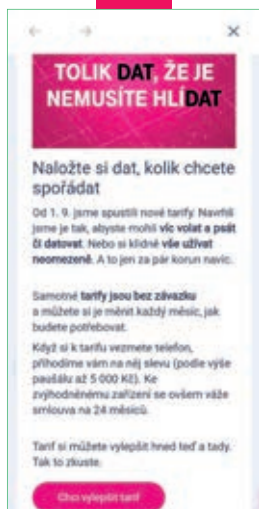 TOLIK DAT, ŽE JE
NEMUSÍTE HLÍDAT
Naložte si dat, kolik chcete
spořádat
Od 1. 9. jsme spustili nové tarify. Navrhli
jsme je tak, abyste mohli víc volat a psát
či datovat. Nebo si klidně vše užívat
neomezeně. A to jen za pár korun navíc.
Samotné tarify jsou bez závazku
a můžete si je měnit každý měsíc, jak
budete potřebovat.
Když si k tarifu vezmete telefon,
přihodíme vám na něj slevu (podle výše
paušálu až 5 000 Kč). Ke
zvýhodněnému zařízení se ovšem váže
smlouva na 24 měsíců.
Tarif si můžete vylepšit hned teď a tady.
Tak to zkuste.
Chci vylepšit tarif